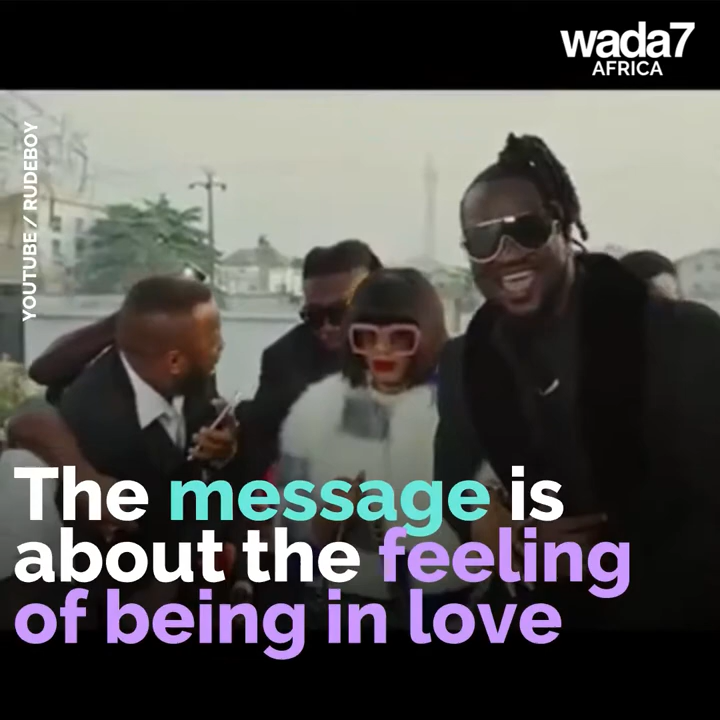 wada7
AFRICA
YOUTUBE / RUDEBOY
The message is
about the feeling
of being in love